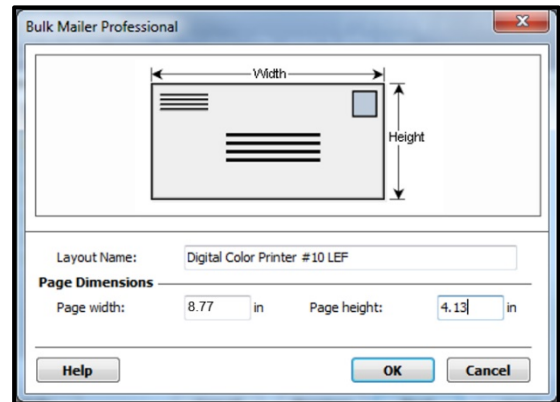 Bulk Mailer Professional
Width
Height
Layout Name: Digital Color Printer #10 LEF
Page Dimensions
Page width: 8.77 in Page height: 4.13 in
Help OK Cancel